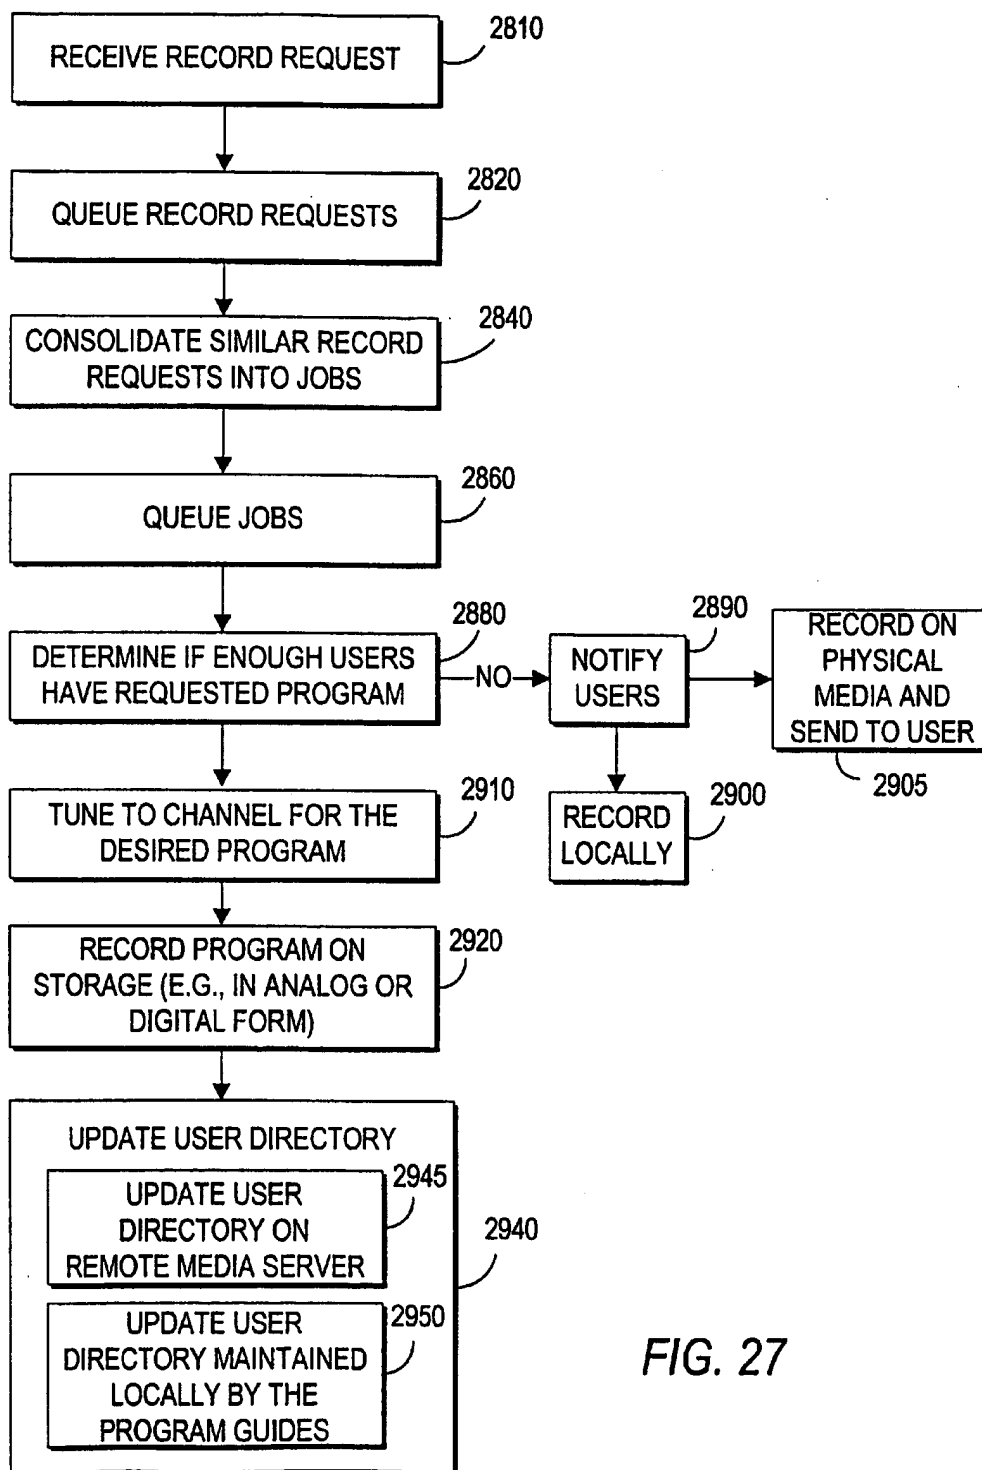 RECEIVE RECORD REQUEST
2810
QUEUE RECORD REQUESTS
2820
CONSOLIDATE SIMILAR RECORD
REQUESTS INTO JOBS
2840
QUEUE JOBS
2860
DETERMINE IF ENOUGH USERS
HAVE REQUESTED PROGRAM
2880
NO
NOTIFY
USERS
2890
RECORD ON
PHYSICAL
MEDIA AND
SEND TO USER
2905
RECORD
LOCALLY
2900
TUNE TO CHANNEL FOR THE
DESIRED PROGRAM
2910
RECORD PROGRAM ON
STORAGE (E.G., IN ANALOG OR
DIGITAL FORM)
2920
UPDATE USER DIRECTORY
2940
UPDATE USER
DIRECTORY ON
REMOTE MEDIA SERVER
2945
UPDATE USER
DIRECTORY MAINTAINED
LOCALLY BY THE
PROGRAM GUIDES
2950
FIG. 27